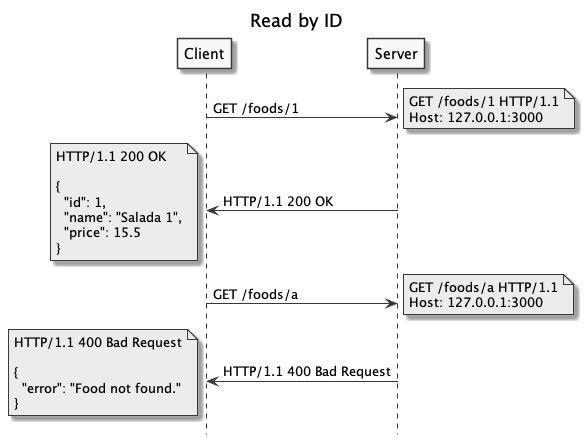 Read by ID
Client
Server
GET /foods/1
GET /foods/1 HTTP/1.1
Host: 127.0.0.1:3000
HTTP/1.1 200 OK
{
"id": 1,
"name": "Salada 1",
"price": 15.5
}
HTTP/1.1 200 OK
GET /foods/a
GET /foods/a HTTP/1.1
Host: 127.0.0.1:3000
HTTP/1.1 400 Bad Request
{
"error": "Food not found."
}
HTTP/1.1 400 Bad Request